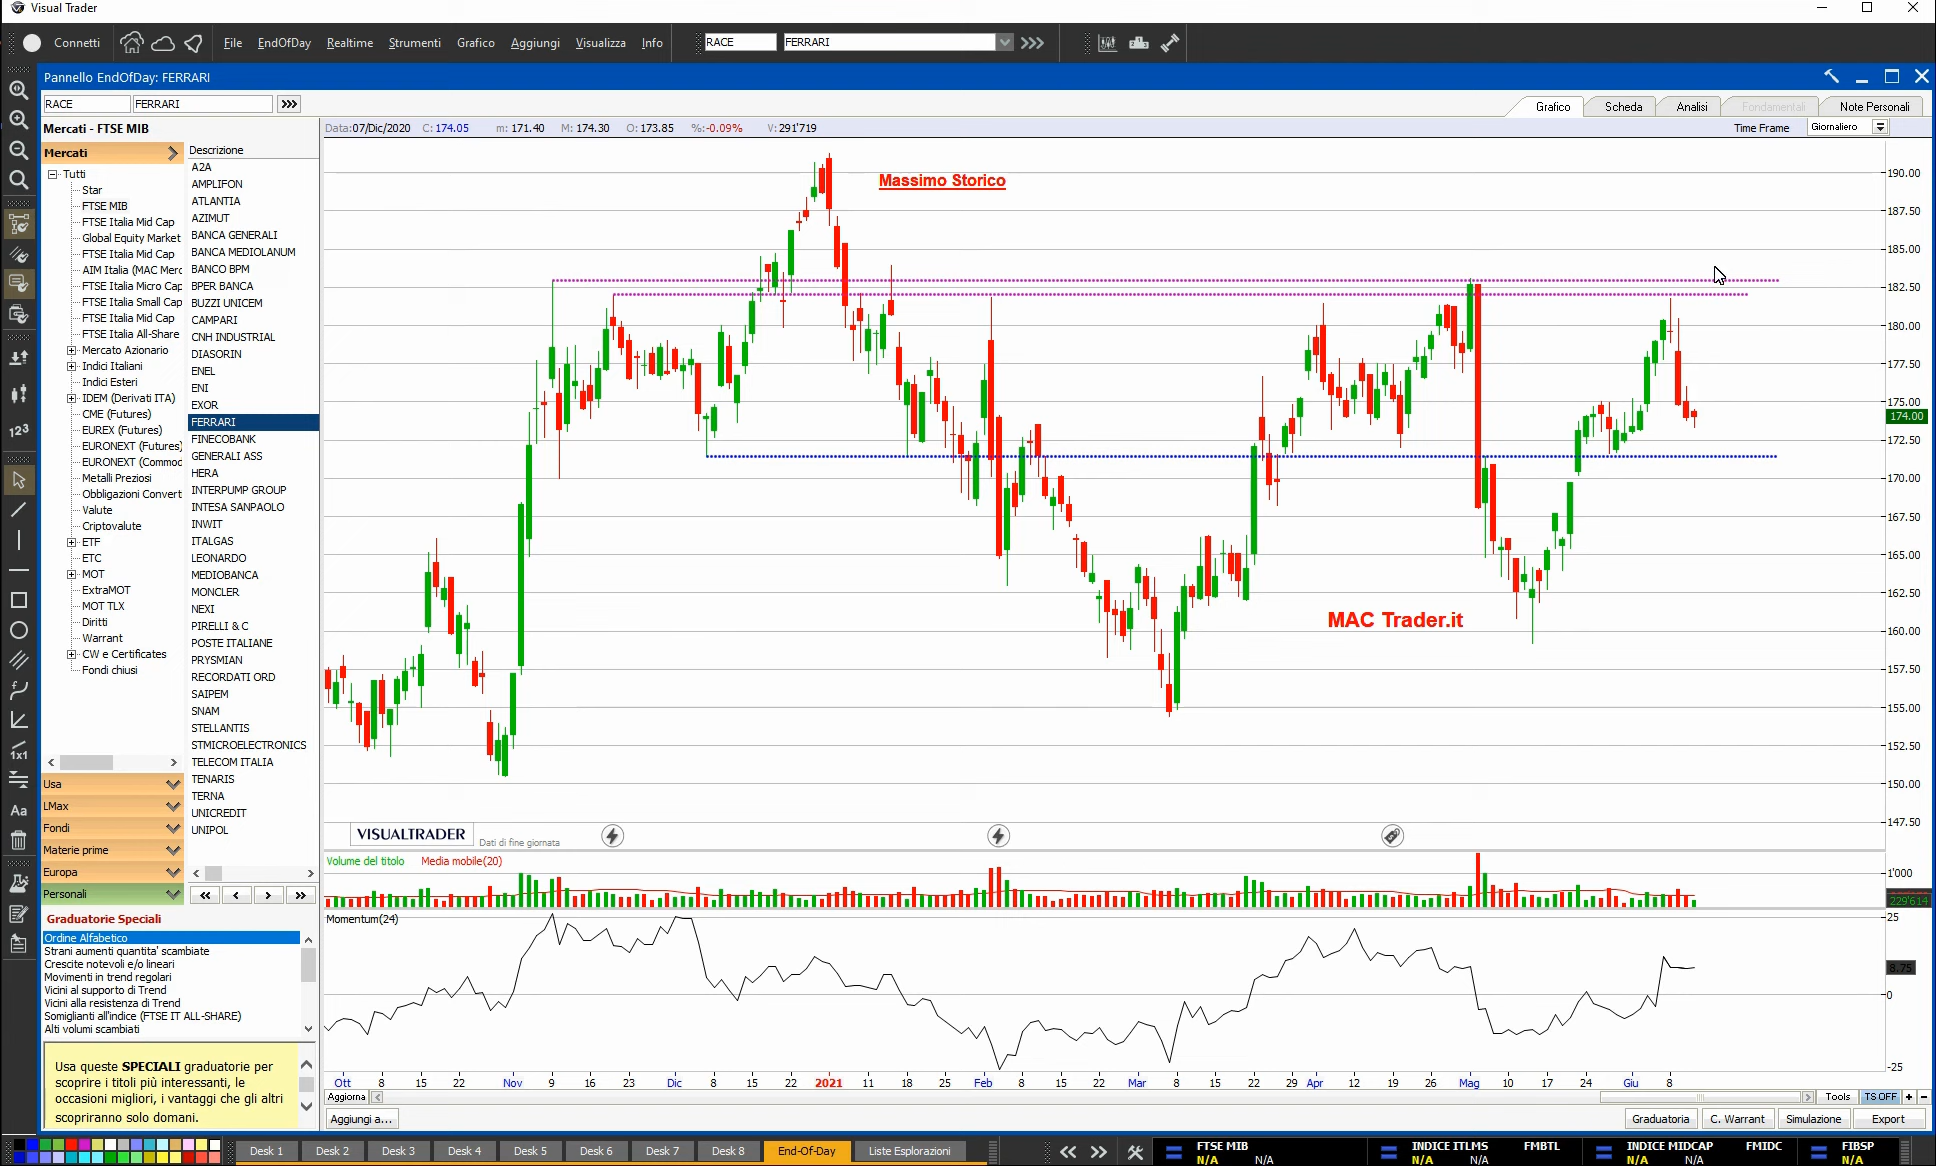 Visual Trader
Connetti File EndOfDay Realtime Strumenti Grafico Aggiungi Visualizza Info RACE FERRARI
Pannello EndOfDay: FERRARI
RACE FERRARI >>>
Grafico Scheda Analisi Fondamentali Note Personali
Mercati - FTSE MIB
Data:07/Dic/2020 C: 174.05 m: 171.40 M: 174.30 O: 173.85 %:-0.09% V: 291'719
Time Frame Giornaliero
Mercati
Tutti
Star
FTSE MIB
FTSE Italia Mid Cap
Global Equity Market
FTSE Italia Mid Cap
AIM Italia (MAC Merc
FTSE Italia Micro Cap
FTSE Italia Small Cap
FTSE Italia Mid Cap
FTSE Italia All-Share
Mercato Azionario
Indici Italiani
Indici Esteri
IDEM (Derivati ITA)
CME (Futures)
EUREX (Futures)
EURONEXT (Futures)
EURONEXT (Commoc
Metalli Preziosi
Obbligazioni Convert
Valute
Criptovalute
ETF
ETC
MOT
ExtraMOT
MOT TLX
Diritti
Warrant
CW e Certificates
Fondi chiusi
Usa
LMax
Fondi
Materie prime
Europa
Personali
Descrizione
A2A
AMPLIFON
ATLANTIA
AZIMUT
BANCA GENERALI
BANCA MEDIOLANUM
BANCO BPM
BPER BANCA
BUZZI UNICEM
CAMPARI
CNH INDUSTRIAL
DIASORIN
ENEL
ENI
EXOR
FERRARI
FINECOBANK
GENERALI ASS
HERA
INTERPUMP GROUP
INTESA SANPAOLO
INWIT
ITALGAS
LEONARDO
MEDIOBANCA
MONCLER
NEXI
PIRELLI & C
POSTE ITALIANE
PRYSMIAN
RECORDATI ORD
SAIPEM
SNAM
STELLANTIS
STMICROELECTRONICS
TELECOM ITALIA
TENARIS
TERNA
UNICREDIT
UNIPOL
Graduatorie Speciali
Ordine Alfabetico
Strani aumenti quantita' scambiate
Crescite notevoli e/o lineari
Movimenti in trend regolari
Vicini al supporto di Trend
Vicini alla resistenza di Trend
Somiglianti all'indice (FTSE IT ALL-SHARE)
Alti volumi scambiati
Usa queste SPECIALI graduatorie per
scoprire i titoli più interessanti, le
occasioni migliori, i vantaggi che gli altri
scopriranno solo domani.
123
1x1
Aa
Massimo Storico
MAC Trader.it
190.00
187.50
185.00
182.50
180.00
177.50
175.00
174.00
172.50
170.00
167.50
165.00
162.50
160.00
157.50
155.00
152.50
150.00
147.50
VISUALTRADER Dati di fine giornata
Volume del titolo Media mobile(20)
1'000
229'614
Momentum(24)
25
8.75
0
-25
Ott 8 15 22 Nov 9 16 23 Dic 8 15 22 2021 11 18 25 Feb 8 15 22 Mar 8 15 22 29 Apr 12 19 26 Mag 10 17 24 Giu 8
Aggiorna Tools TS OFF + -
Aggiungi a... Graduatoria C. Warrant Simulazione Export
Desk 1 Desk 2 Desk 3 Desk 4 Desk 5 Desk 6 Desk 7 Desk 8 End-Of-Day Liste Esplorazioni
FTSE MIB INDICE ITLMS FMBTL INDICE MIDCAP FMIDC FIBSP
N/A N/A N/A N/A N/A N/A N/A